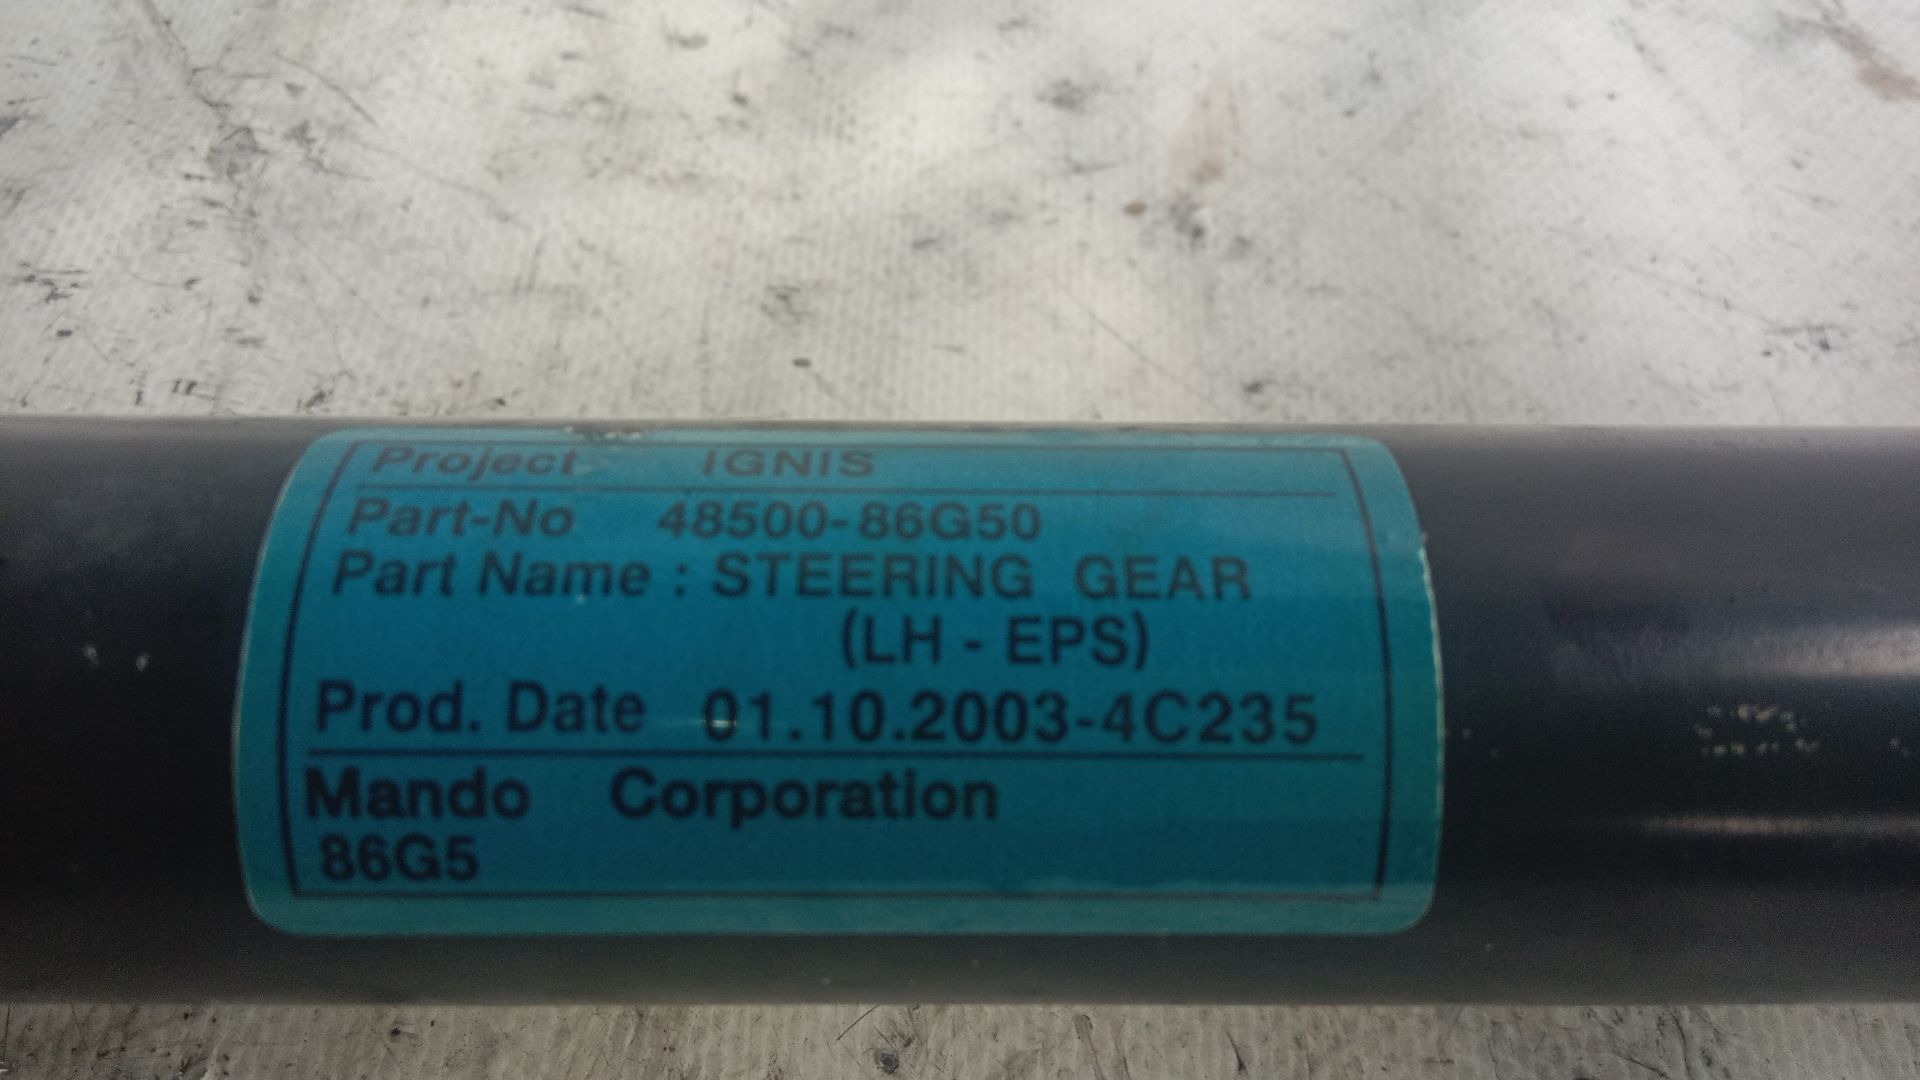 Project IGNIS
Part-No 48500-86G50
Part Name : STEERING GEAR
(LH - EPS)
Prod. Date 01.10.2003-4C235
Mando Corporation
86G5